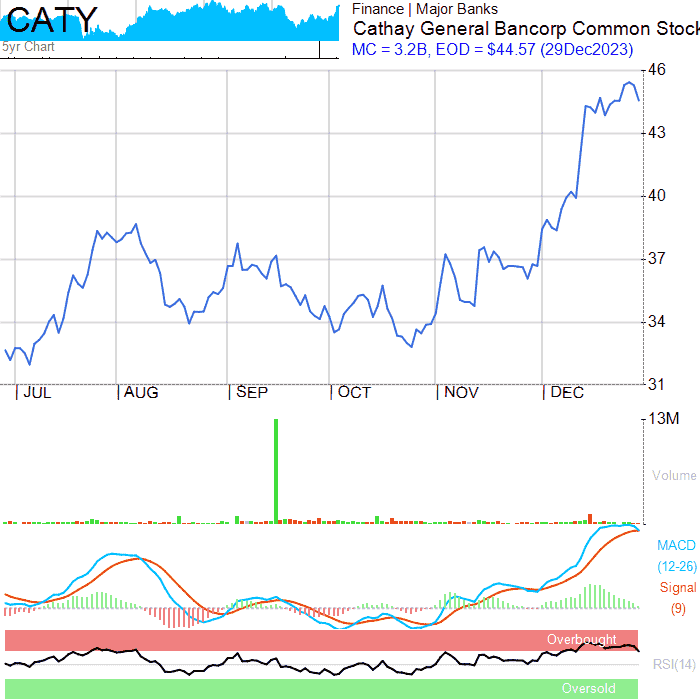 CATY
5yr Chart
Finance | Major Banks
Cathay General Bancorp Common Stock
MC = 3.2B, EOD = $44.57 (29Dec2023)
46
43
40
37
34
31
JUL AUG SEP OCT NOV DEC
13M
Volume
MACD
(12-26)
Signal
(9)
Overbought
RSI(14)
Oversold